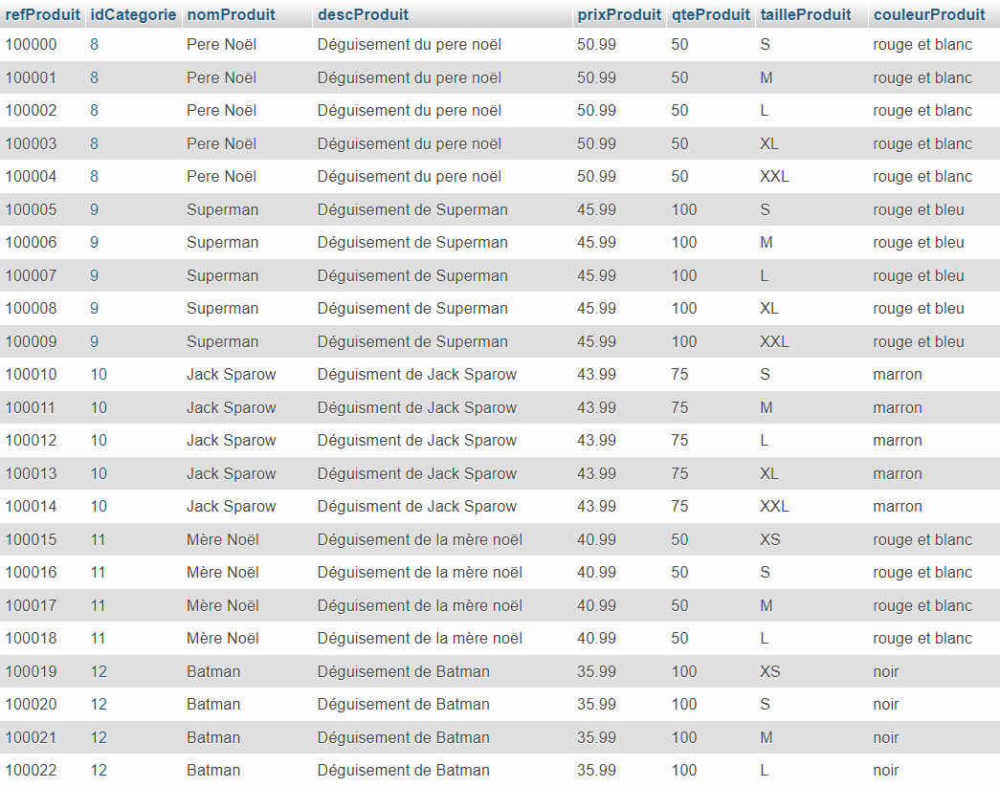 refProduit idCategorie nomProduit descProduit prixProduit qteProduit tailleProduit couleurProduit
100000 8 Pere Noël Déguisement du pere noël 50.99 50 S rouge et blanc
100001 8 Pere Noël Déguisement du pere noël 50.99 50 M rouge et blanc
100002 8 Pere Noël Déguisement du pere noël 50.99 50 L rouge et blanc
100003 8 Pere Noël Déguisement du pere noël 50.99 50 XL rouge et blanc
100004 8 Pere Noël Déguisement du pere noël 50.99 50 XXL rouge et blanc
100005 9 Superman Déguisement de Superman 45.99 100 S rouge et bleu
100006 9 Superman Déguisement de Superman 45.99 100 M rouge et bleu
100007 9 Superman Déguisement de Superman 45.99 100 L rouge et bleu
100008 9 Superman Déguisement de Superman 45.99 100 XL rouge et bleu
100009 9 Superman Déguisement de Superman 45.99 100 XXL rouge et bleu
100010 10 Jack Sparow Déguisment de Jack Sparow 43.99 75 S marron
100011 10 Jack Sparow Déguisment de Jack Sparow 43.99 75 M marron
100012 10 Jack Sparow Déguisment de Jack Sparow 43.99 75 L marron
100013 10 Jack Sparow Déguisment de Jack Sparow 43.99 75 XL marron
100014 10 Jack Sparow Déguisment de Jack Sparow 43.99 75 XXL marron
100015 11 Mère Noël Déguisement de la mère noël 40.99 50 XS rouge et blanc
100016 11 Mère Noël Déguisement de la mère noël 40.99 50 S rouge et blanc
100017 11 Mère Noël Déguisement de la mère noël 40.99 50 M rouge et blanc
100018 11 Mère Noël Déguisement de la mère noël 40.99 50 L rouge et blanc
100019 12 Batman Déguisement de Batman 35.99 100 XS noir
100020 12 Batman Déguisement de Batman 35.99 100 S noir
100021 12 Batman Déguisement de Batman 35.99 100 M noir
100022 12 Batman Déguisement de Batman 35.99 100 L noir